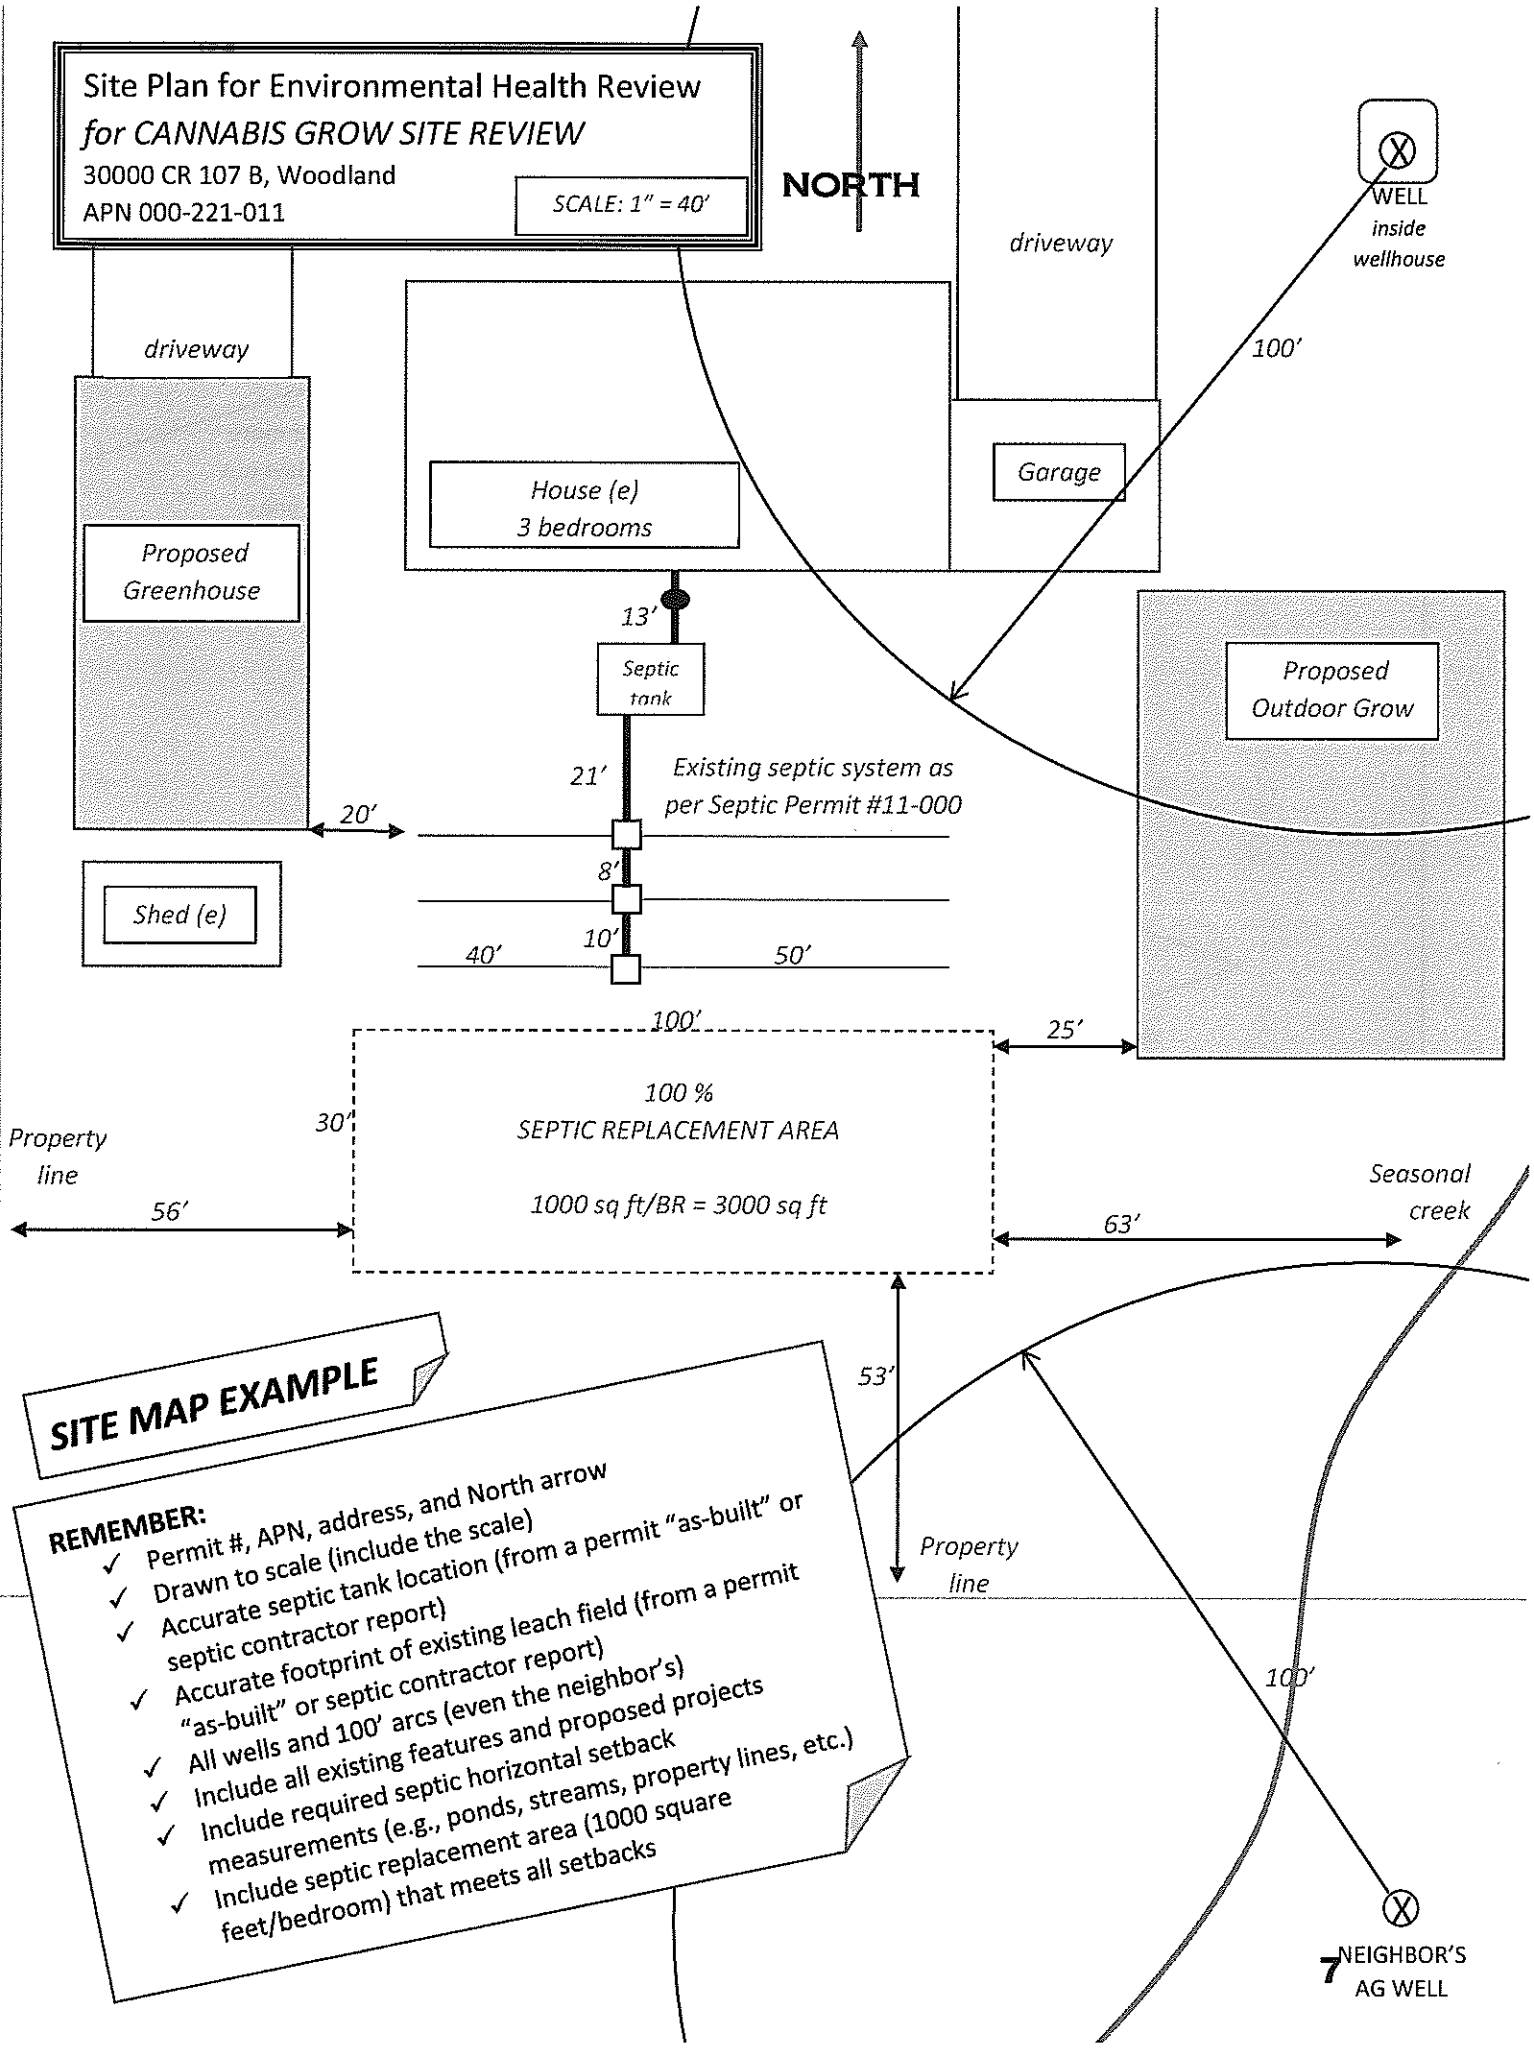 Site Plan for Environmental Health Review
for CANNABIS GROW SITE REVIEW
30000 CR 107 B, Woodland
APN 000-221-011
SCALE: 1" = 40'
NORTH
driveway
X
WELL
inside
wellhouse
100'
driveway
House (e)
3 bedrooms
Garage
Proposed
Greenhouse
13'
Septic
tank
Proposed
Outdoor Grow
21'
Existing septic system as
per Septic Permit #11-000
20'
8'
Shed (e)
10'
40'
50'
100'
25'
30'
100 %
SEPTIC REPLACEMENT AREA
1000 sq ft/BR = 3000 sq ft
Property
line
56'
63'
Seasonal
creek
53'
Property
line
SITE MAP EXAMPLE
REMEMBER:
✓ Permit #, APN, address, and North arrow
✓ Drawn to scale (include the scale)
✓ Accurate septic tank location (from a permit "as-built" or
septic contractor report)
✓ Accurate footprint of existing leach field (from a permit
"as-built" or septic contractor report)
✓ All wells and 100' arcs (even the neighbor's)
✓ Include all existing features and proposed projects
✓ Include required septic horizontal setback
measurements (e.g., ponds, streams, property lines, etc.)
✓ Include septic replacement area (1000 square
feet/bedroom) that meets all setbacks
100'
X
NEIGHBOR'S
AG WELL
7